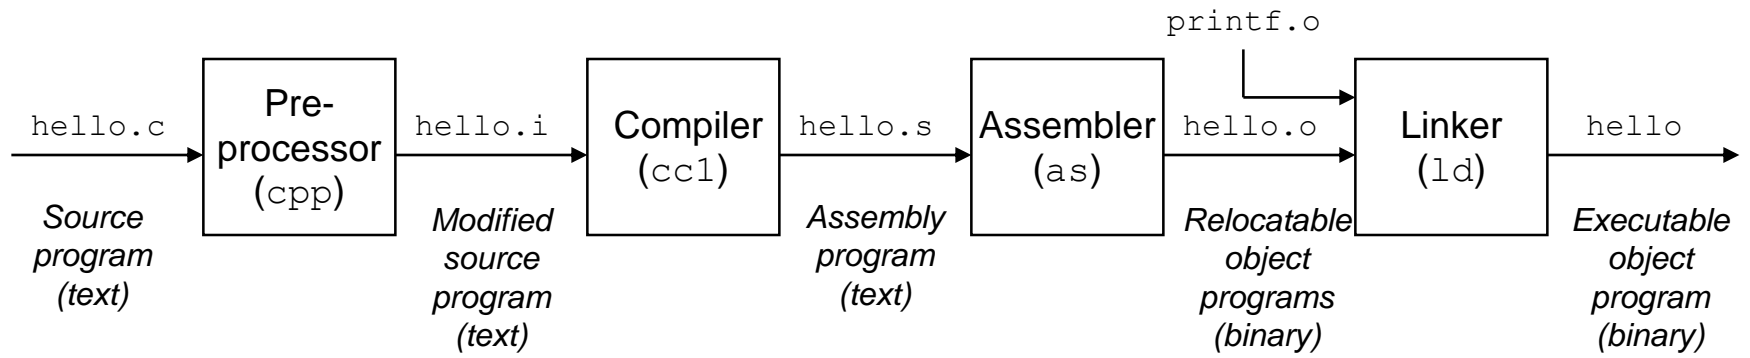 printf.o
hello.c
Pre-
processor
(cpp)
hello.i
Compiler
(cc1)
hello.s
Assembler
(as)
hello.o
Linker
(ld)
hello
Source
program
(text)
Modified
source
program
(text)
Assembly
program
(text)
Relocatable
object
programs
(binary)
Executable
object
program
(binary)